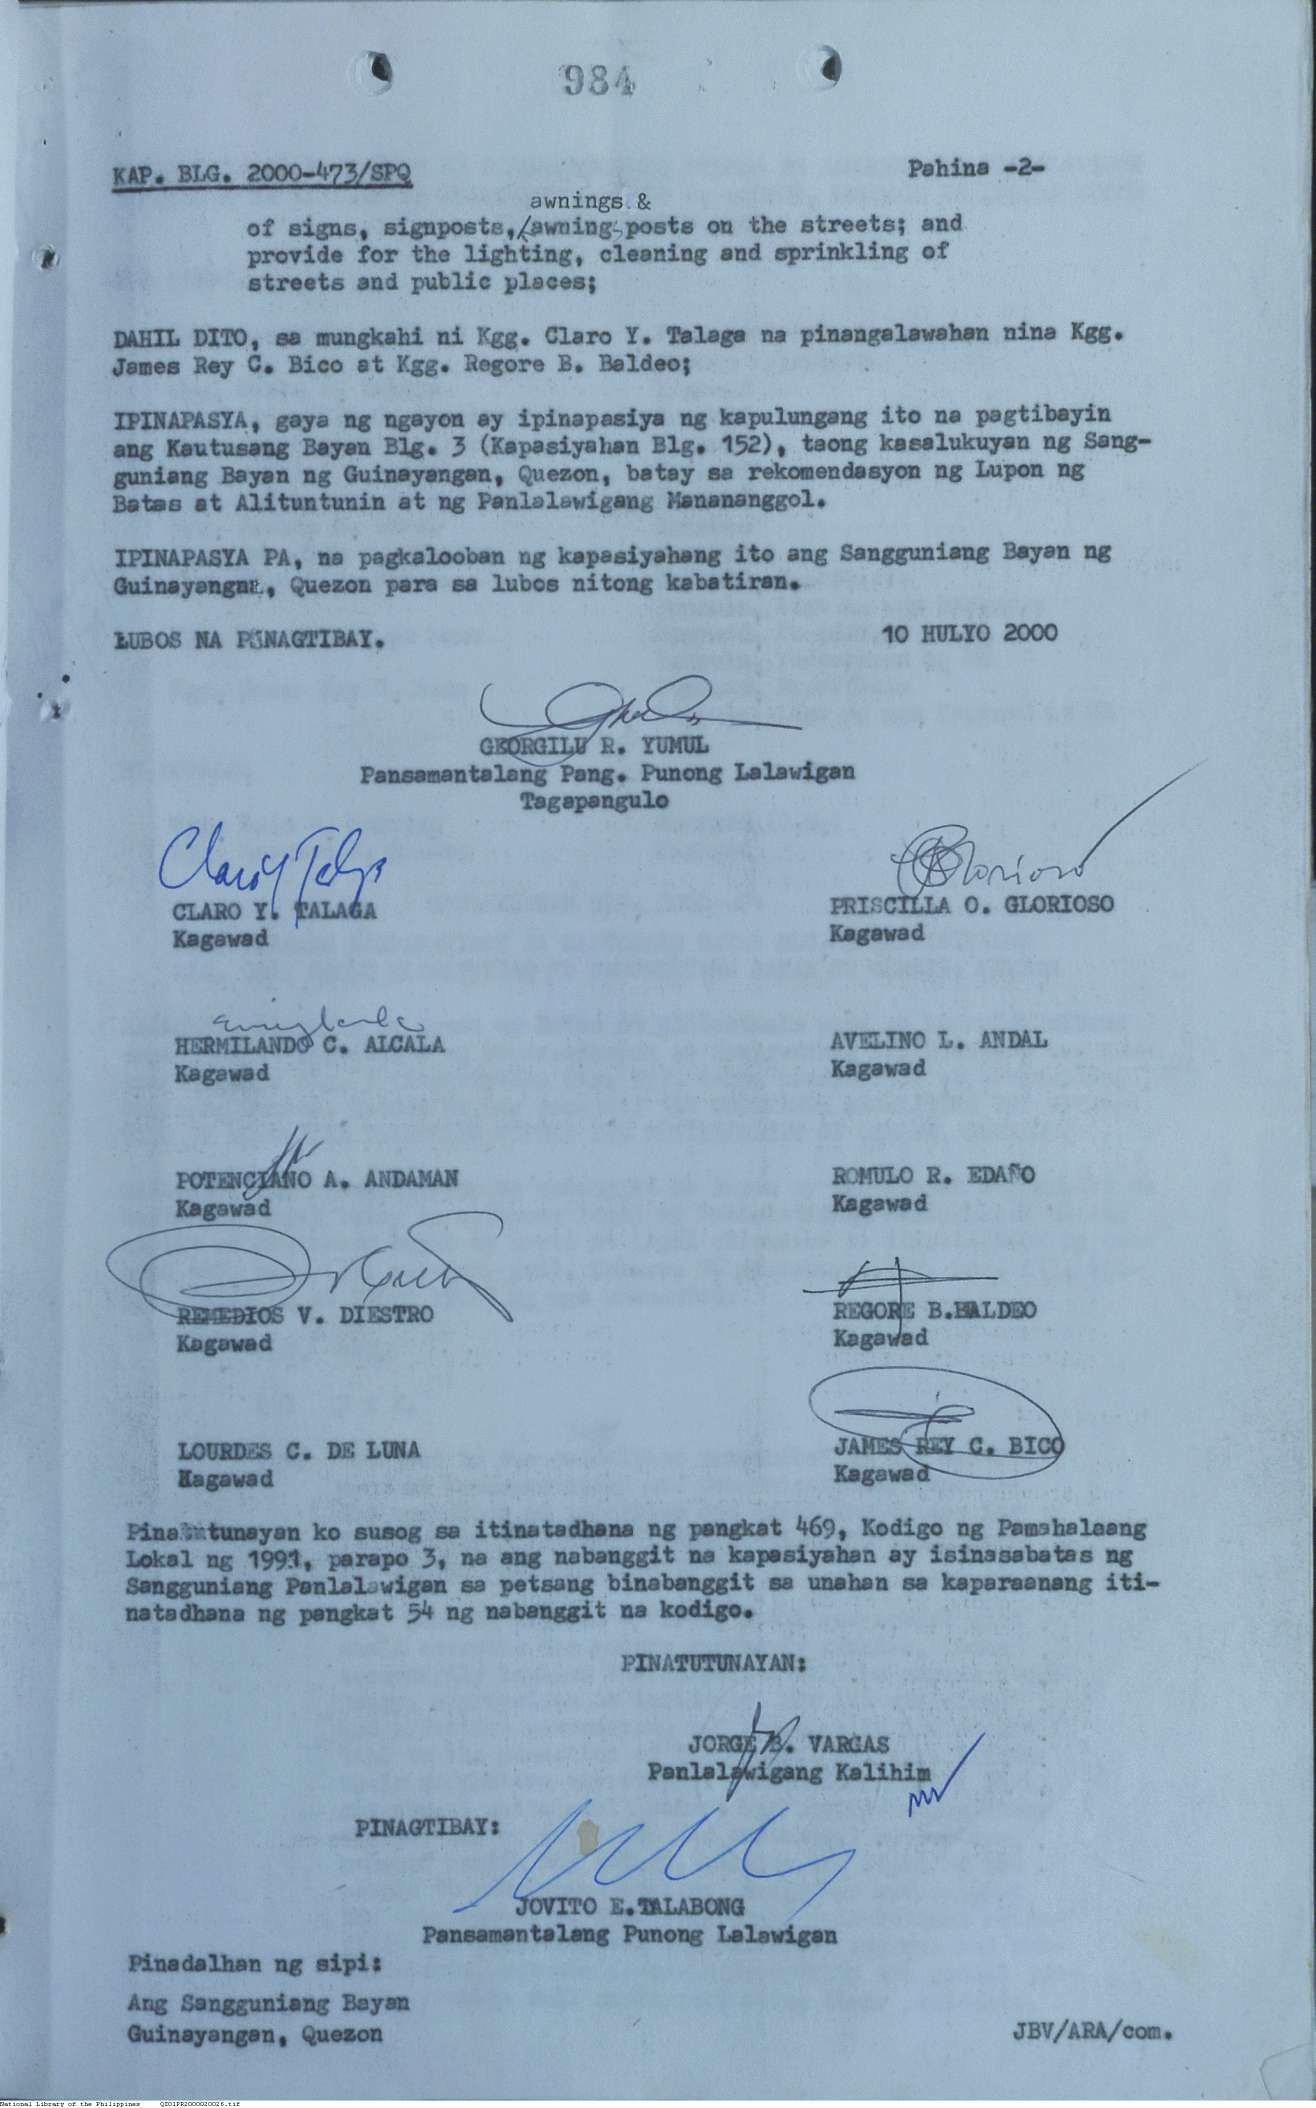 984
KAP. BLG. 2000-473/SPQ Pahina -2-
awnings &
of signs, signposts,/awning posts on the streets; and
provide for the lighting, cleaning and sprinkling of
streets and public places;
DAHIL DITO, sa mungkahi ni Kgg. Claro Y. Talaga na pinangalawahan nina Kgg.
James Rey C. Bico at Kgg. Regore B. Baldeo;
IPINAPASYA, gaya ng ngayon ay ipinapasiya ng kapulungang ito na pagtibayin
ang Kautusang Bayan Blg. 3 (Kapasiyahan Blg. 152), taong kasalukuyan ng Sang-
guniang Bayan ng Guinayangan, Quezon, batay sa rekomendasyon ng Lupon ng
Batas at Alituntunin at ng Panlalawigang Manananggol.
IPINAPASYA PA, na pagkalooban ng kapasiyahang ito ang Sangguniang Bayan ng
Guinayangan, Quezon para sa lubos nitong kabatiran.
LUBOS NA PINAGTIBAY. 10 HULYO 2000
GEORGILU R. YUMUL
Pansamantalang Pang. Punong Lalawigan
Tagapangulo
Claro Y Talaga
Glorioso
CLARO Y. TALAGA PRISCILLA O. GLORIOSO
Kagawad Kagawad
HERMILANDO C. ALCALA AVELINO L. ANDAL
Kagawad Kagawad
POTENCIANO A. ANDAMAN ROMULO R. EDAÑO
Kagawad Kagawad
REMEDIOS V. DIESTRO REGORE B.BALDEO
Kagawad Kagawad
LOURDES C. DE LUNA JAMES REY C. BICO
Kagawad Kagawad
Pinatutunayan ko susog sa itinatadhana ng pangkat 469, Kodigo ng Pamahalaang
Lokal ng 1991, parapo 3, na ang nabanggit na kapasiyahan ay isinasabatas ng
Sangguniang Panlalawigan sa petsang binabanggit sa unahan sa kaparaanang iti-
natadhana ng pangkat 54 ng nabanggit na kodigo.
PINATUTUNAYAN:
JORGE B. VARGAS
Panlalawigang Kalihim
PINAGTIBAY:
JOVITO E.TALABONG
Pansamantalang Punong Lalawigan
Pinadalhan ng sipi:
Ang Sangguniang Bayan
Guinayangan, Quezon JBV/ARA/com.
National Library of the Philippines QZ01PR2000020026.tif